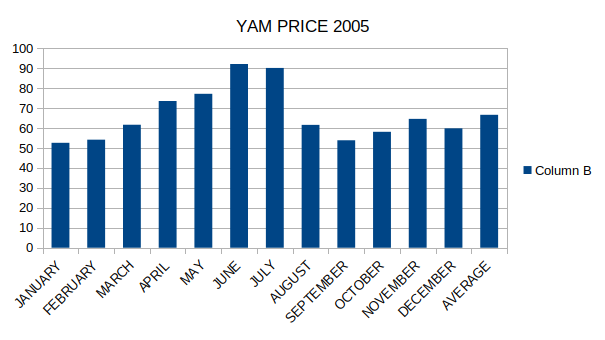 YAM PRICE 2005
100
90
80
70
60
50
40
30
20
10
0
Column B
JANUARY
FEBRUARY
MARCH
APRIL
MAY
JUNE
JULY
AUGUST
SEPTEMBER
OCTOBER
NOVEMBER
DECEMBER
AVERAGE